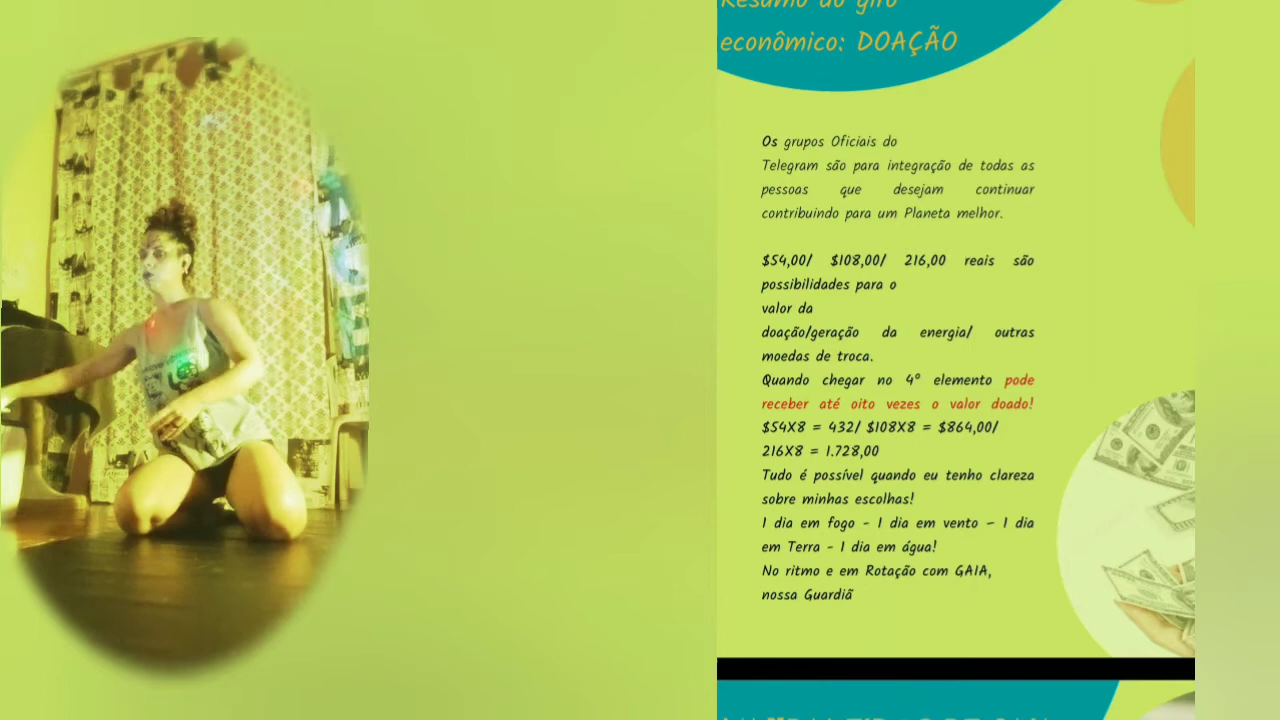 Resumo do giro
econômico: DOAÇÃO
Os grupos Oficiais do
Telegram são para integração de todas as
pessoas que desejam continuar
contribuindo para um Planeta melhor.
$54,00/ $108,00/ 216,00 reais são
possibilidades para o
valor da
doação/geração da energia/ outras
moedas de troca.
Quando chegar no 4º elemento pode
receber até oito vezes o valor doado!
$54X8 = 432/ $108X8 = $864,00/
216X8 = 1.728,00
Tudo é possível quando eu tenho clareza
sobre minhas escolhas!
1 dia em fogo - 1 dia em vento – 1 dia
em Terra - 1 dia em água!
No ritmo e em Rotação com GAIA,
nossa Guardiã